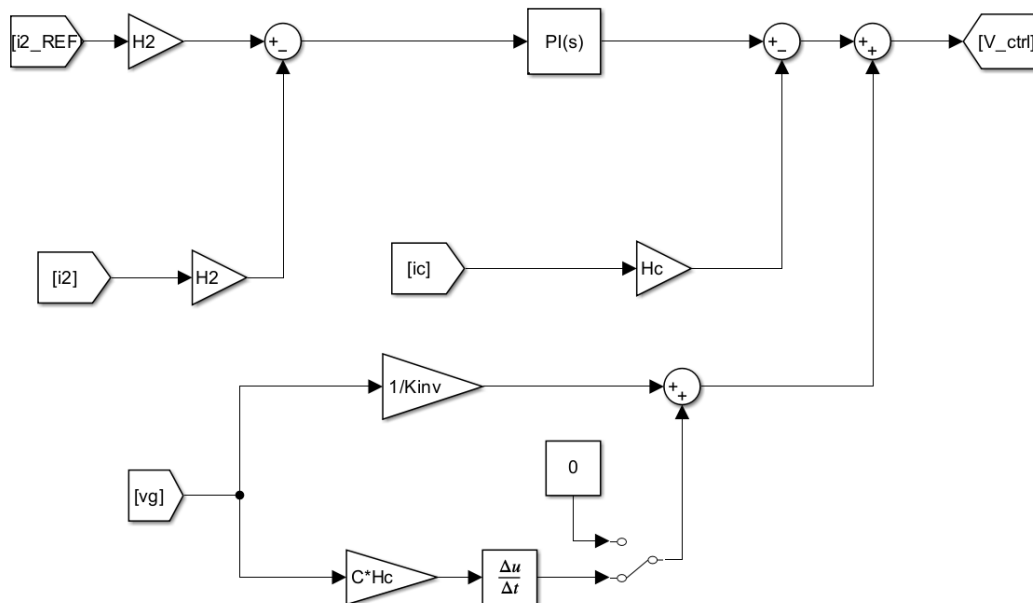 [i2_REF]
H2
+
−
PI(s)
+
−
+
+
[V_ctrl]
[i2]
H2
[ic]
Hc
1/Kinv
+
+
0
[vg]
C*Hc
Δu
Δt